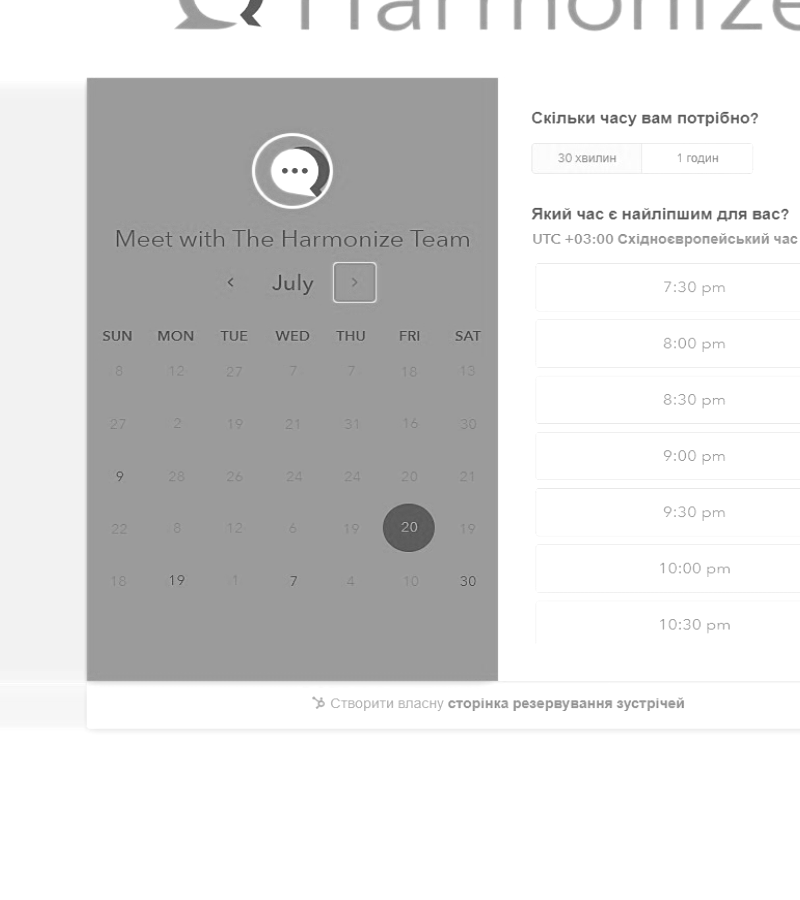 Harmonize
Meet with The Harmonize Team
July
SUN MON TUE WED THU FRI SAT
8 12 27 7 7 18 13
27 2 19 21 31 16 30
9 28 26 24 24 20 21
22 8 12 6 19 20 19
18 19 1 7 4 10 30
Скільки часу вам потрібно?
30 хвилин 1 годин
Який час є найліпшим для вас?
UTC +03:00 Східноєвропейський час
7:30 pm
8:00 pm
8:30 pm
9:00 pm
9:30 pm
10:00 pm
10:30 pm
Створити власну сторінка резервування зустрічей